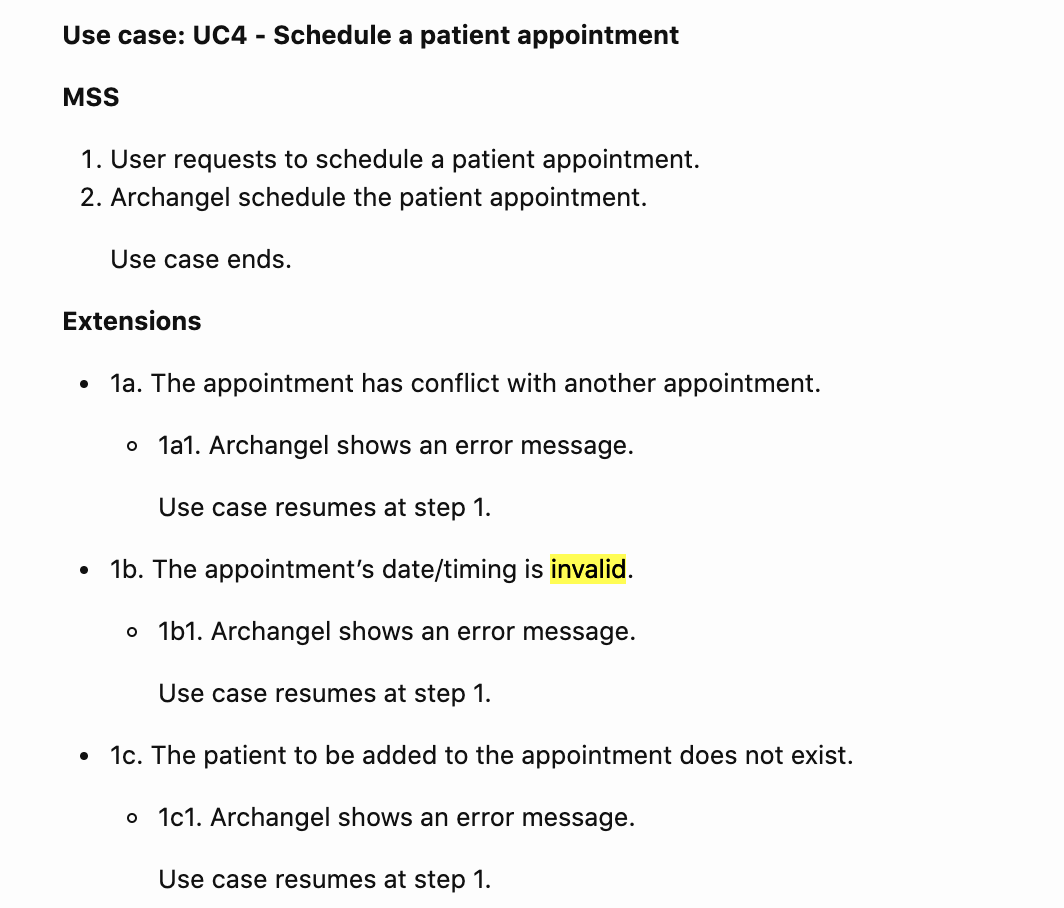 Use case: UC4 - Schedule a patient appointment
MSS
1. User requests to schedule a patient appointment.
2. Archangel schedule the patient appointment.
Use case ends.
Extensions
• 1a. The appointment has conflict with another appointment.
◦ 1a1. Archangel shows an error message.
Use case resumes at step 1.
• 1b. The appointment’s date/timing is invalid.
◦ 1b1. Archangel shows an error message.
Use case resumes at step 1.
• 1c. The patient to be added to the appointment does not exist.
◦ 1c1. Archangel shows an error message.
Use case resumes at step 1.